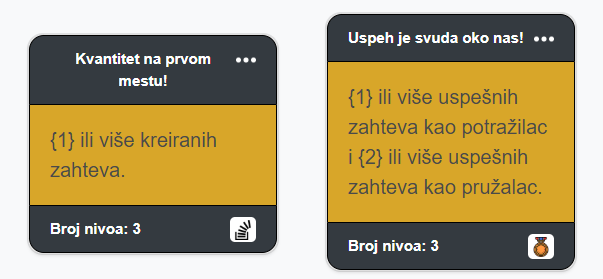 Kvantitet na prvom
mestu!
{1} ili više kreiranih
zahteva.
Broj nivoa: 3
Uspeh je svuda oko nas!
{1} ili više uspešnih
zahteva kao potražilac
i {2} ili više uspešnih
zahteva kao pružalac.
Broj nivoa: 3